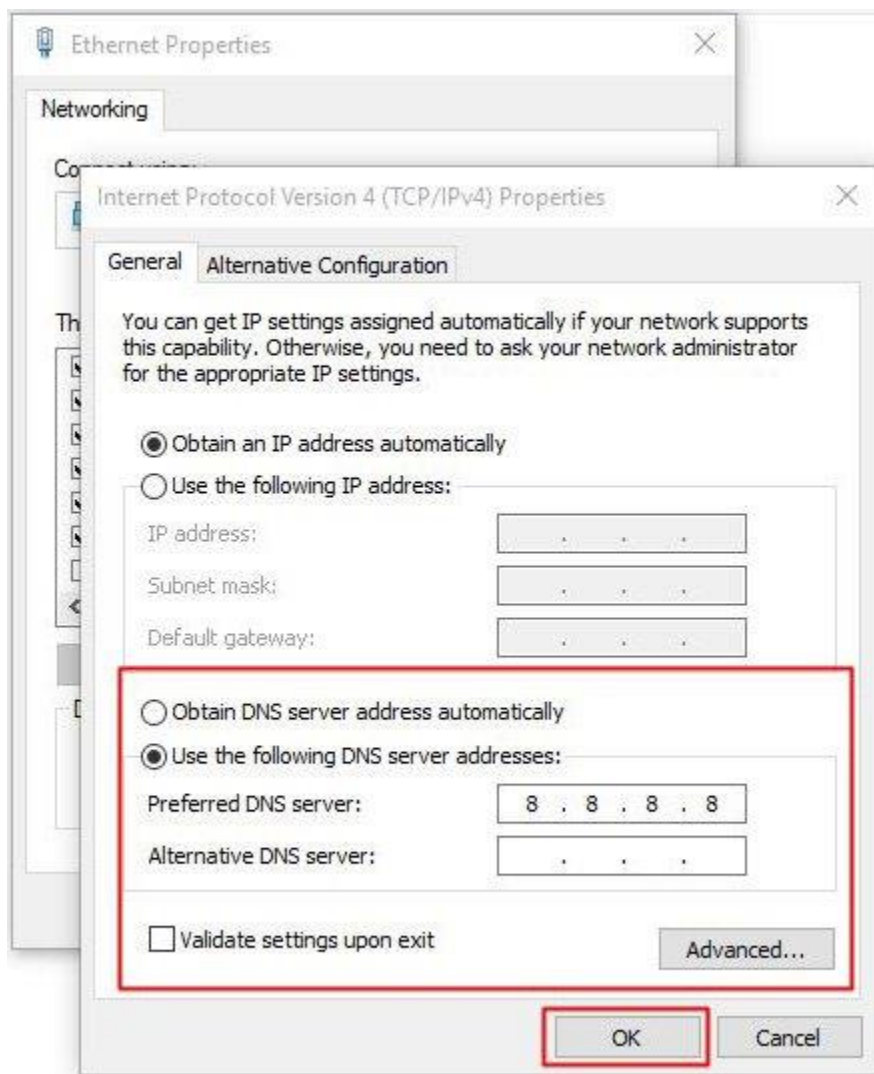 Ethernet Properties
Networking
Internet Protocol Version 4 (TCP/IPv4) Properties
General
Alternative Configuration
Th
You can get IP settings assigned automatically if your network supports
this capability. Otherwise, you need to ask your network administrator
for the appropriate IP settings.
Obtain an IP address automatically
Use the following IP address:
IP address:
. . .
Subnet mask:
. . .
Default gateway:
. . .
Obtain DNS server address automatically
Use the following DNS server addresses:
Preferred DNS server:
8 . 8 . 8 . 8
Alternative DNS server:
. . .
Validate settings upon exit
Advanced...
OK
Cancel